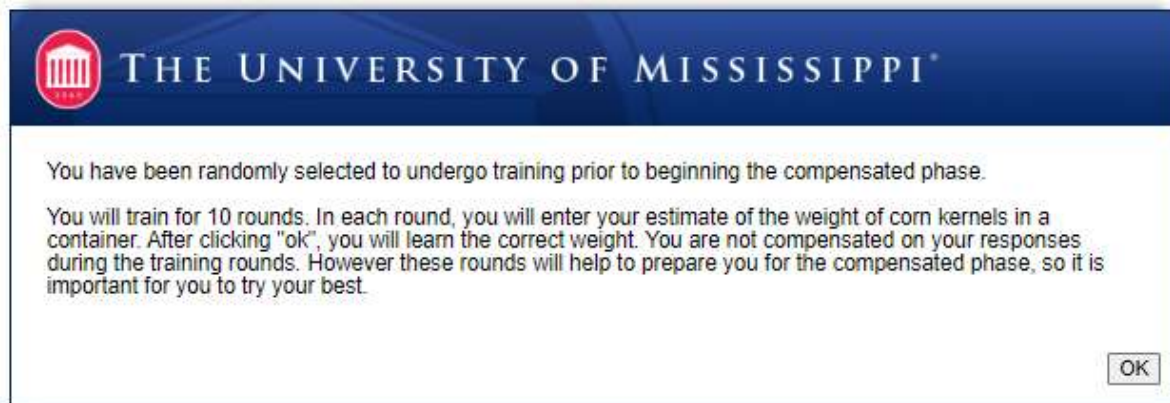 THE UNIVERSITY OF MISSISSIPPI
You have been randomly selected to undergo training prior to beginning the compensated phase.
You will train for 10 rounds. In each round, you will enter your estimate of the weight of corn kernels in a
container. After clicking "ok", you will learn the correct weight. You are not compensated on your responses
during the training rounds. However these rounds will help to prepare you for the compensated phase, so it is
important for you to try your best.
OK